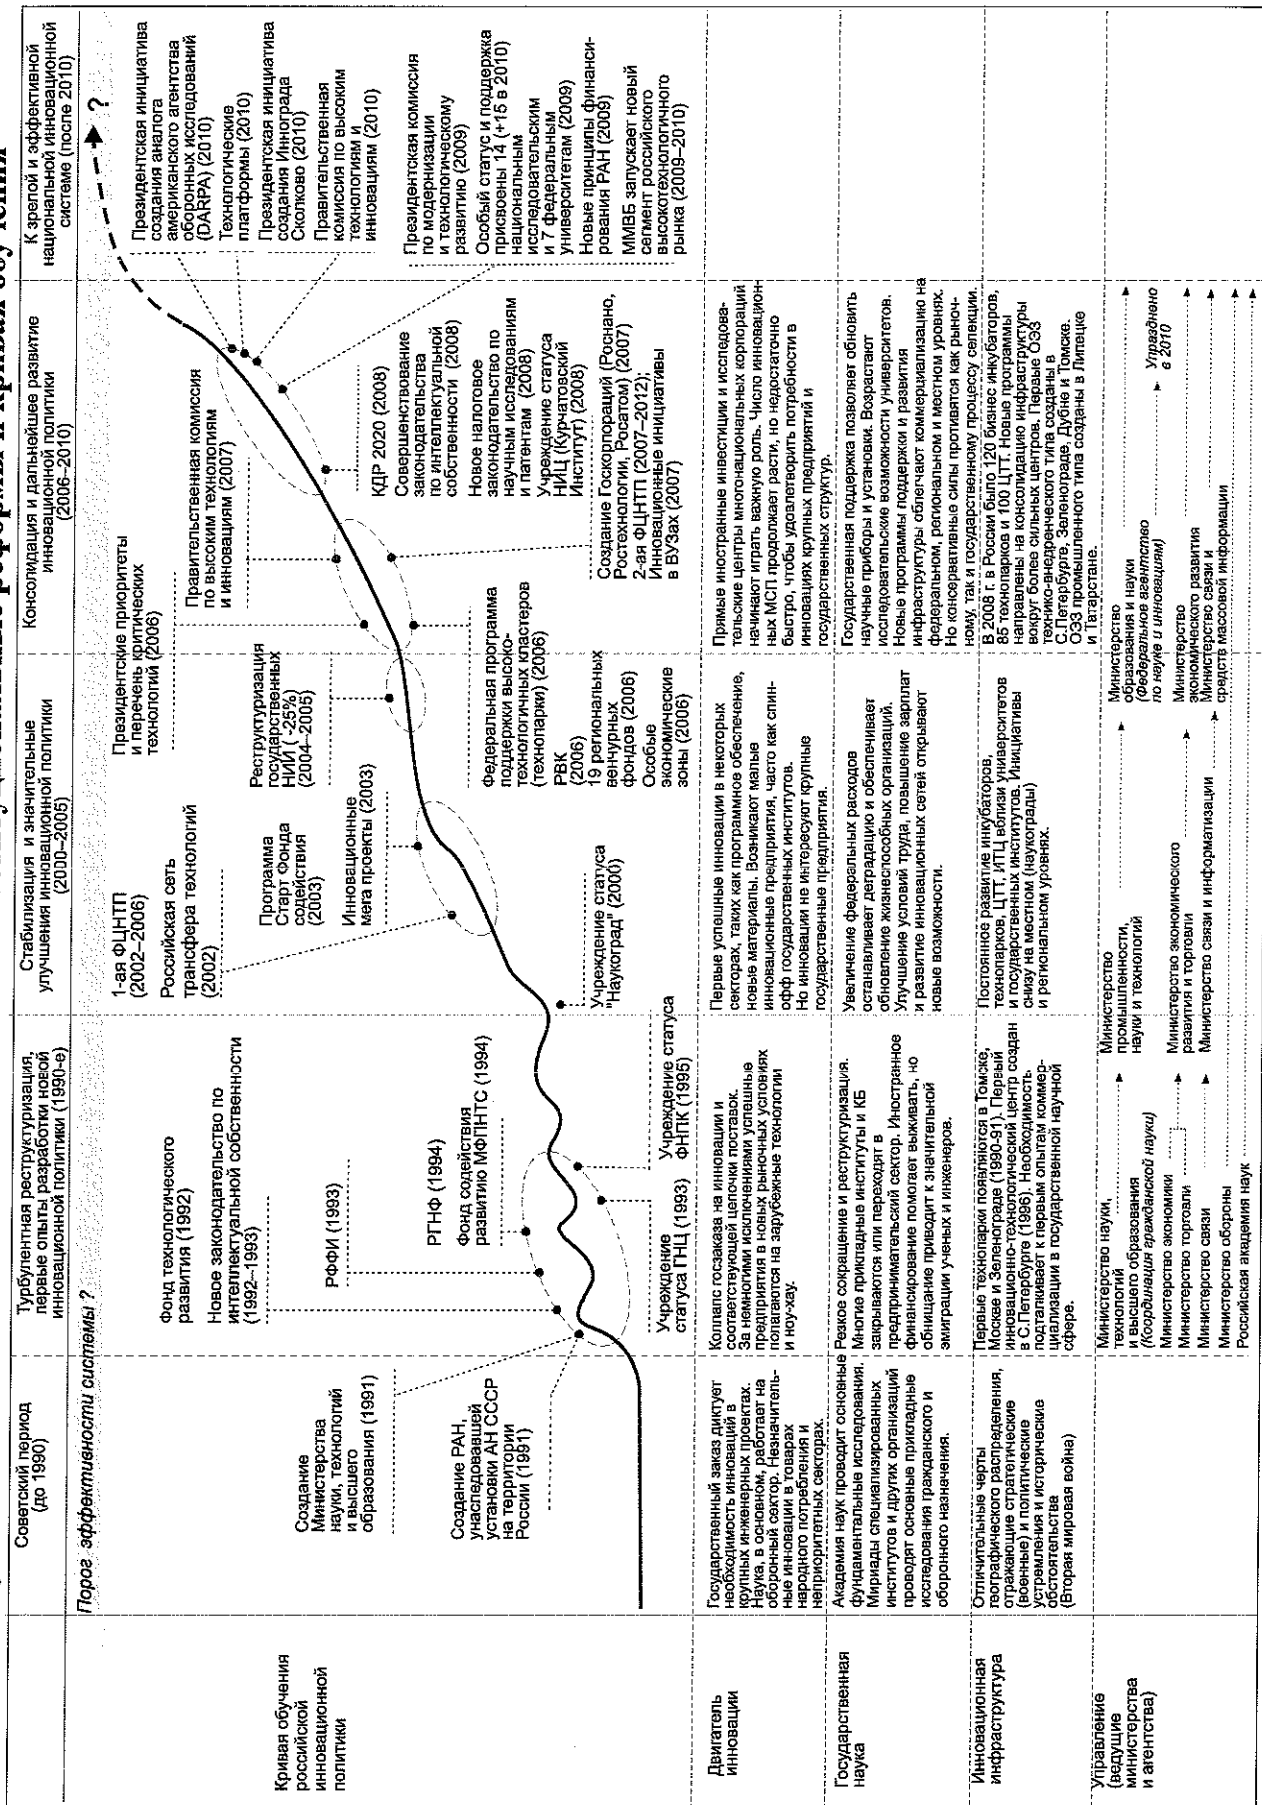 Советский период
(до 1990)
Турбулентная реструктуризация,
первые опыты разработки новой
инновационной политики (1990-е)
Стабилизация и значительные
улучшения инновационной политики
(2000–2005)
Консолидация и дальнейшее развитие
инновационной политики
(2006–2010)
К зрелой и эффективной
национальной инновационной
системе (после 2010)
Кривая обучения
российской
инновационной
политики
Порог эффективности системы ?
?
Создание
Министерства
науки, технологий
и высшего
образования (1991)
Создание РАН,
унаследовавшей
установки АН СССР
на территории
России (1991)
Фонд технологического
развития (1992)
Новое законодательство по
интеллектуальной собственности
(1992–1993)
РФФИ (1993)
РГНФ (1994)
Фонд содействия
развитию МФПНТС (1994)
Учреждение
статуса ГНЦ (1993)
Учреждение статуса
ФНПК (1995)
1-ая ФЦНТП
(2002–2006)
Российская сеть
трансфера технологий
(2002)
Программа
Старт Фонда
содействия
(2003)
Инновационные
мега проекты (2003)
Учреждение статуса
"Наукоград" (2000)
Президентские приоритеты
и перечень критических
технологий (2006)
Реструктуризация
государственных
НИИ ( -25%)
(2004–2005)
Федеральная программа
поддержки высоко-
технологичных кластеров
(технопарки) (2006)
РВК
(2006)
19 региональных
венчурных
фондов (2006)
Особые
экономические
зоны (2006)
Правительственная
комиссия
по высоким технологиям
и инновациям (2007)
КДР 2020 (2008)
Совершенствование
законодательства
по интеллектуальной
собственности (2008)
Новое налоговое
законодательство по
научным исследованиям
и патентам (2008)
Учреждение статуса
НИЦ (Курчатовский
Институт) (2008)
Создание Госкорпораций (Роснано,
Ростехнологии, Росатом) (2007)
2-ая ФЦНТП (2007–2012);
Инновационные инициативы
в ВУЗах (2007)
Президентская инициатива
создания аналога
американского агентства
оборонных исследований
(DARPA) (2010)
Технологические
платформы (2010)
Президентская инициатива
создания Иннограда
Сколково (2010)
Правительственная
комиссия по высоким
технологиям и
инновациям (2010)
Президентская комиссия
по модернизации
и технологическому
развитию (2009)
Особый статус и поддержка
присвоены 14 (+15 в 2010)
национальным
исследовательским
и 7 федеральным
университетам (2009)
Новые принципы финанси-
рования РАН (2009)
ММВБ запускает новый
сегмент российского
высокотехнологичного
рынка (2009–2010)
Двигатель
инновации
Государственный заказ диктует
необходимость инноваций в
крупных инженерных проектах.
Наука, в основном, работает на
оборонный сектор. Незначитель-
ные инновации в товарах
народного потребления и
неприоритетных секторах.
Коллапс госзаказа на инновации и
соответствующей цепочки поставок.
За немногими исключениями успешные
предприятия в новых рыночных условиях
полагаются на зарубежные технологии
и ноу-хау.
Первые успешные инновации в некоторых
секторах, таких как программное обеспечение,
новые материалы. Возникают малые
инновационные предприятия, часто как спин-
офф государственных институтов.
Но инновации не интересуют крупные
государственные предприятия.
Прямые иностранные инвестиции и исследова-
тельские центры многонациональных корпораций
начинают играть важную роль. Число инновацион-
ных МСП продолжает расти, но недостаточно
быстро, чтобы удовлетворить потребности в
инновациях крупных предприятий и
государственных структур.
Государственная
наука
Академия наук проводит основные
фундаментальные исследования.
Мириады специализированных
институтов и других организаций
проводят основные прикладные
исследования гражданского и
оборонного назначения.
Резкое сокращение и реструктуризация.
Многие прикладные институты и КБ
закрываются или переходят в
предпринимательский сектор. Иностранное
финансирование помогает выживать, но
обнищание приводит к значительной
эмиграции ученых и инженеров.
Увеличение федеральных расходов
останавливает деградацию и обеспечивает
обновление жизнеспособных организаций.
Улучшение условий труда, повышение зарплат
и развитие инновационных сетей открывают
новые возможности.
Государственная поддержка позволяет обновить
научные приборы и установки. Возрастают
исследовательские возможности университетов.
Новые программы поддержки и развития
инфраструктуры облегчают коммерциализацию на
федеральном, региональном и местном уровнях.
Но консервативные силы противятся как рыноч-
ному, так и государственному процессу селекции.
Инновационная
инфраструктура
Отличительные черты
географического распределения,
отражающие стратегические
(военные) и политические
устремления и исторические
обстоятельства
(Вторая мировая война)
Первые технопарки появляются в Томске,
Москве и Зеленограде (1990-91). Первый
инновационно-технологический центр создан
в С.Петербурге (1996). Необходимость
подталкивает к первым опытам коммер-
циализации в государственной научной
сфере.
Постоянное развитие инкубаторов,
технопарков, ЦТТ, ИТЦ вблизи университетов
и государственных институтов. Инициативы
снизу на местном (наукограды)
и региональном уровнях.
В 2008 г. в России было 120 бизнес инкубаторов,
85 технопарков и 100 ЦТТ. Новые программы
направлены на консолидацию инфраструктуры
вокруг более сильных центров. Первые ОЭЗ
технико-внедренческого типа созданы в
С.Петербурге, Зеленограде, Дубне и Томске.
ОЭЗ промышленного типа созданы в Липецке
и Татарстане.
Управление
(ведущие
министерства
и агентства)
Министерство науки,
технологий
и высшего образования
(Координация гражданской науки)
Министерство экономики
Министерство торговли
Министерство связи
Министерство обороны
Российская академия наук
Министерство
промышленности,
науки и технологий
Министерство экономического
развития и торговли
Министерство связи и информатизации
Министерство
образования и науки
(Федеральное агентство
по науке и инновациям)
Упразднено
в 2010
Министерство
экономического развития
Министерство связи и
средств массовой информации